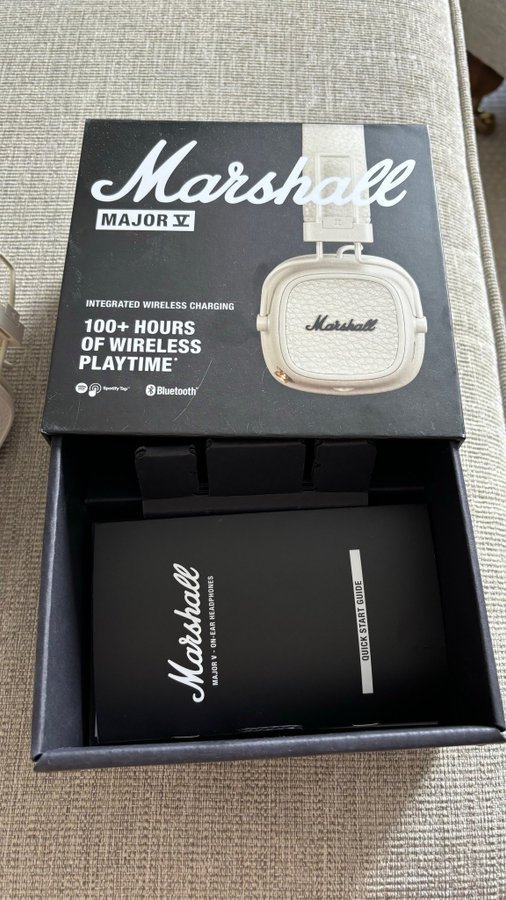 Marshall
MAJOR V
INTEGRATED WIRELESS CHARGING
100+ HOURS
OF WIRELESS
PLAYTIME*
Spotify Tap™
Bluetooth®
Marshall
Marshall
MAJOR V - ON-EAR HEADPHONES
QUICK START GUIDE